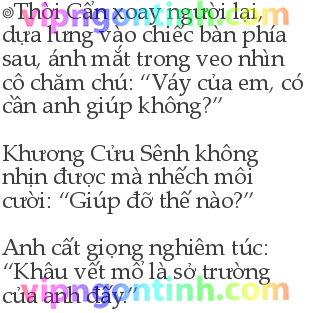 vipngontinh.com
Thời Cẩn xoay người lại,
dựa lưng vào chiếc bàn phía
sau, ánh mắt trong veo nhìn
cô chăm chú: “Váy của em, có
cần anh giúp không?”
Khương Cửu Sênh không
nhịn được mà nhếch môi
cười: “Giúp đỡ thế nào?”
Anh cất giọng nghiêm túc:
“Khâu vết mổ là sở trường
của anh đấy.”
vipngontinh.com